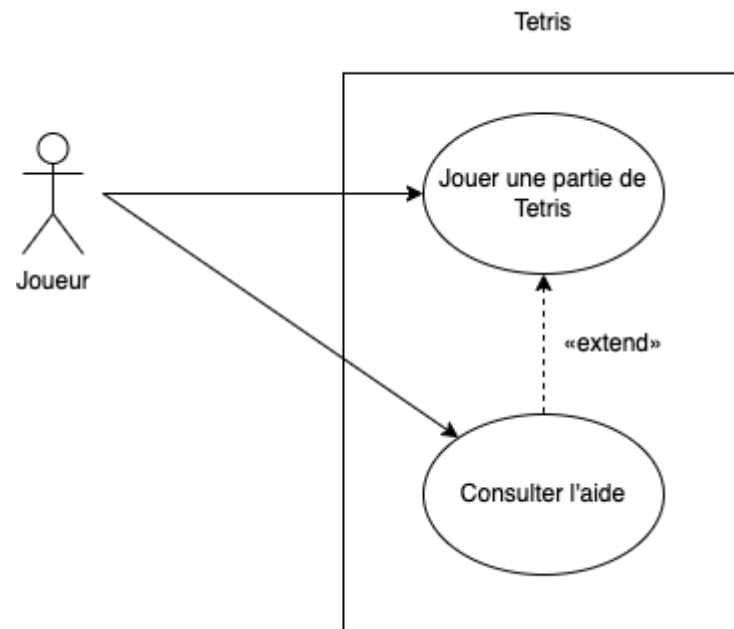 Tetris
Jouer une partie de
Tetris
Joueur
«extend»
Consulter l'aide